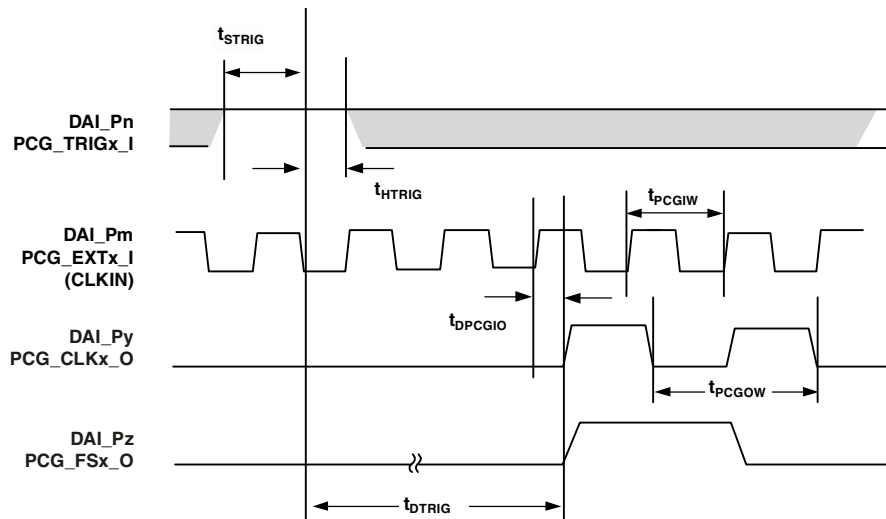 tSTRIG
DAI_Pn
PCG_TRIGx_I
tHTRIG
tPCGIW
DAI_Pm
PCG_EXTx_I
(CLKIN)
tDPCGIO
DAI_Py
PCG_CLKx_O
tPCGOW
DAI_Pz
PCG_FSx_O
tDTRIG